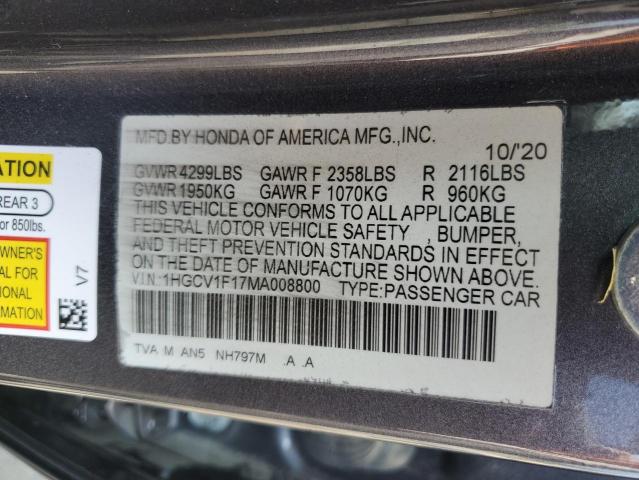 MFD.BY HONDA OF AMERICA MFG.,INC.
10/'20
GVWR 4299LBS GAWR F 2358LBS R 2116LBS
GVWR 1950KG GAWR F 1070KG R 960KG
THIS VEHICLE CONFORMS TO ALL APPLICABLE
FEDERAL MOTOR VEHICLE SAFETY , BUMPER,
AND THEFT PREVENTION STANDARDS IN EFFECT
ON THE DATE OF MANUFACTURE SHOWN ABOVE.
V.I.N.:1HGCV1F17MA008800 TYPE:PASSENGER CAR
TVA M AN5 NH797M .A .A
ATION
REAR 3
or 850lbs.
WNER'S
AL FOR
IONAL
RMATION
V7